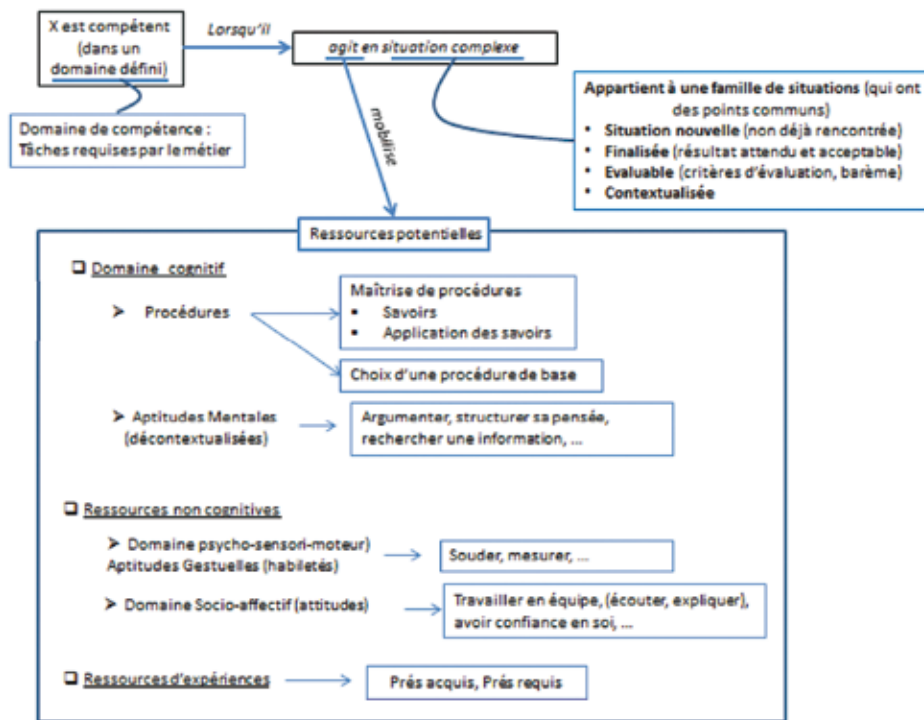 X est compétent
(dans un
domaine défini)
Lorsqu'il
agit en situation complexe
Domaine de compétence :
Tâches requises par le métier
mobilise
Appartient à une famille de situations (qui ont
des points communs)
• Situation nouvelle (non déjà rencontrée)
• Finalisée (résultat attendu et acceptable)
• Evaluable (critères d'évaluation, barème)
• Contextualisée
Ressources potentielles
❑ Domaine cognitif
➤ Procédures
Maîtrise de procédures
▪ Savoirs
▪ Application des savoirs
Choix d'une procédure de base
➤ Aptitudes Mentales
(décontextualisées)
Argumenter, structurer sa pensée,
rechercher une information, ...
❑ Ressources non cognitives
➤ Domaine psycho-sensori-moteur)
Aptitudes Gestuelles (habiletés)
Souder, mesurer, ...
➤ Domaine Socio-affectif (attitudes)
Travailler en équipe, (écouter, expliquer),
avoir confiance en soi, ...
❑ Ressources d'expériences
Prés acquis, Prés requis